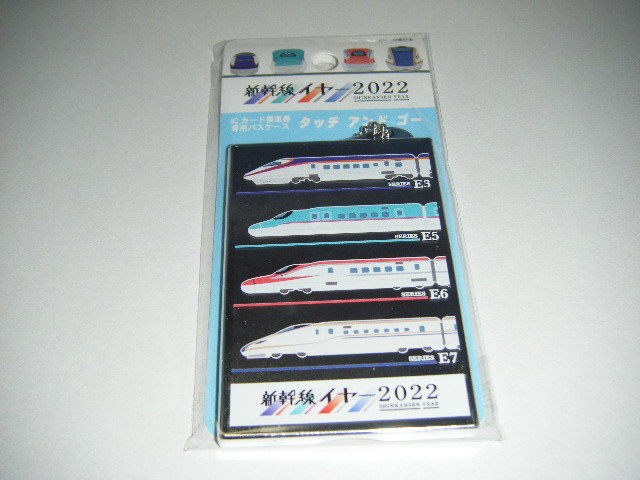 新幹線イヤー2022
SHINKANSEN YEAR
ICカード乗車券
専用パスケース
タッチ アンド ゴー
SERIES E3
SERIES E5
SERIES E6
SERIES E7
新幹線イヤー2022
SHINKANSEN YEAR